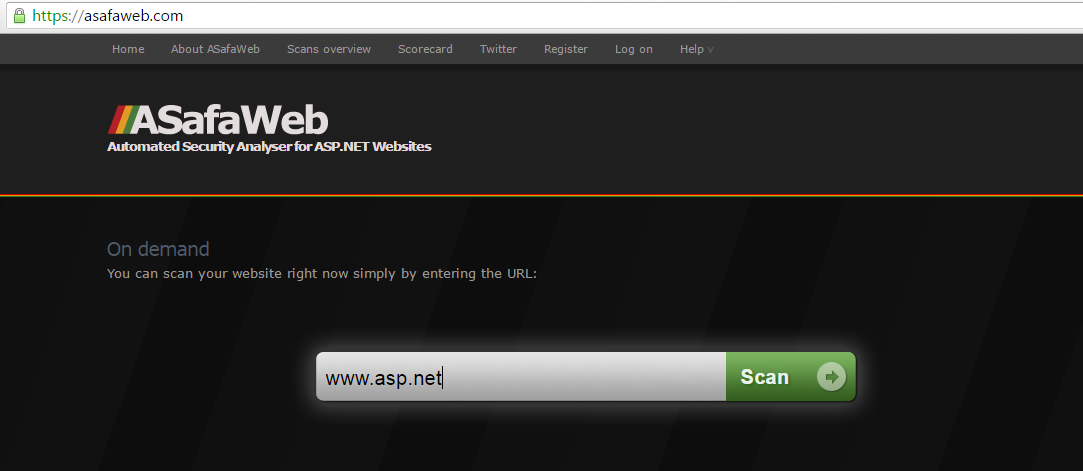 https://asafaweb.com
Home About ASafaWeb Scans overview Scorecard Twitter Register Log on Help v
ASafaWeb
Automated Security Analyser for ASP.NET Websites
On demand
You can scan your website right now simply by entering the URL:
www.asp.net Scan